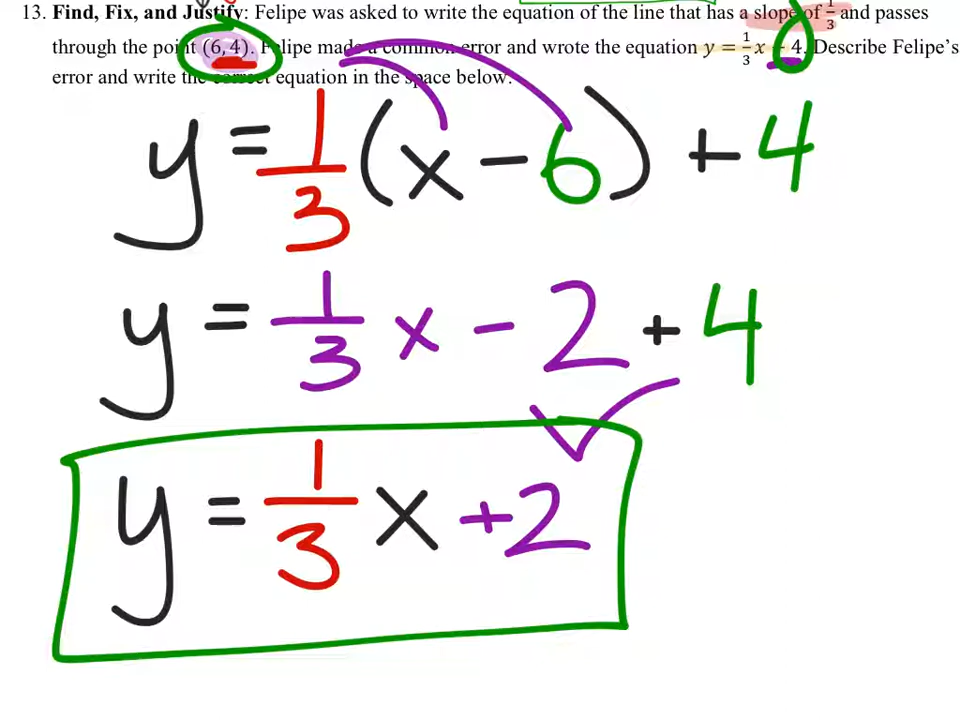 13. Find, Fix, and Justify: Felipe was asked to write the equation of the line that has a slope of 1/3 and passes
through the point (6, 4). Felipe made a common error and wrote the equation y = 1/3 x + 4. Describe Felipe's
error and write the correct equation in the space below.
y = 1/3 (x - 6) + 4
y = 1/3 x - 2 + 4
y = 1/3 x + 2